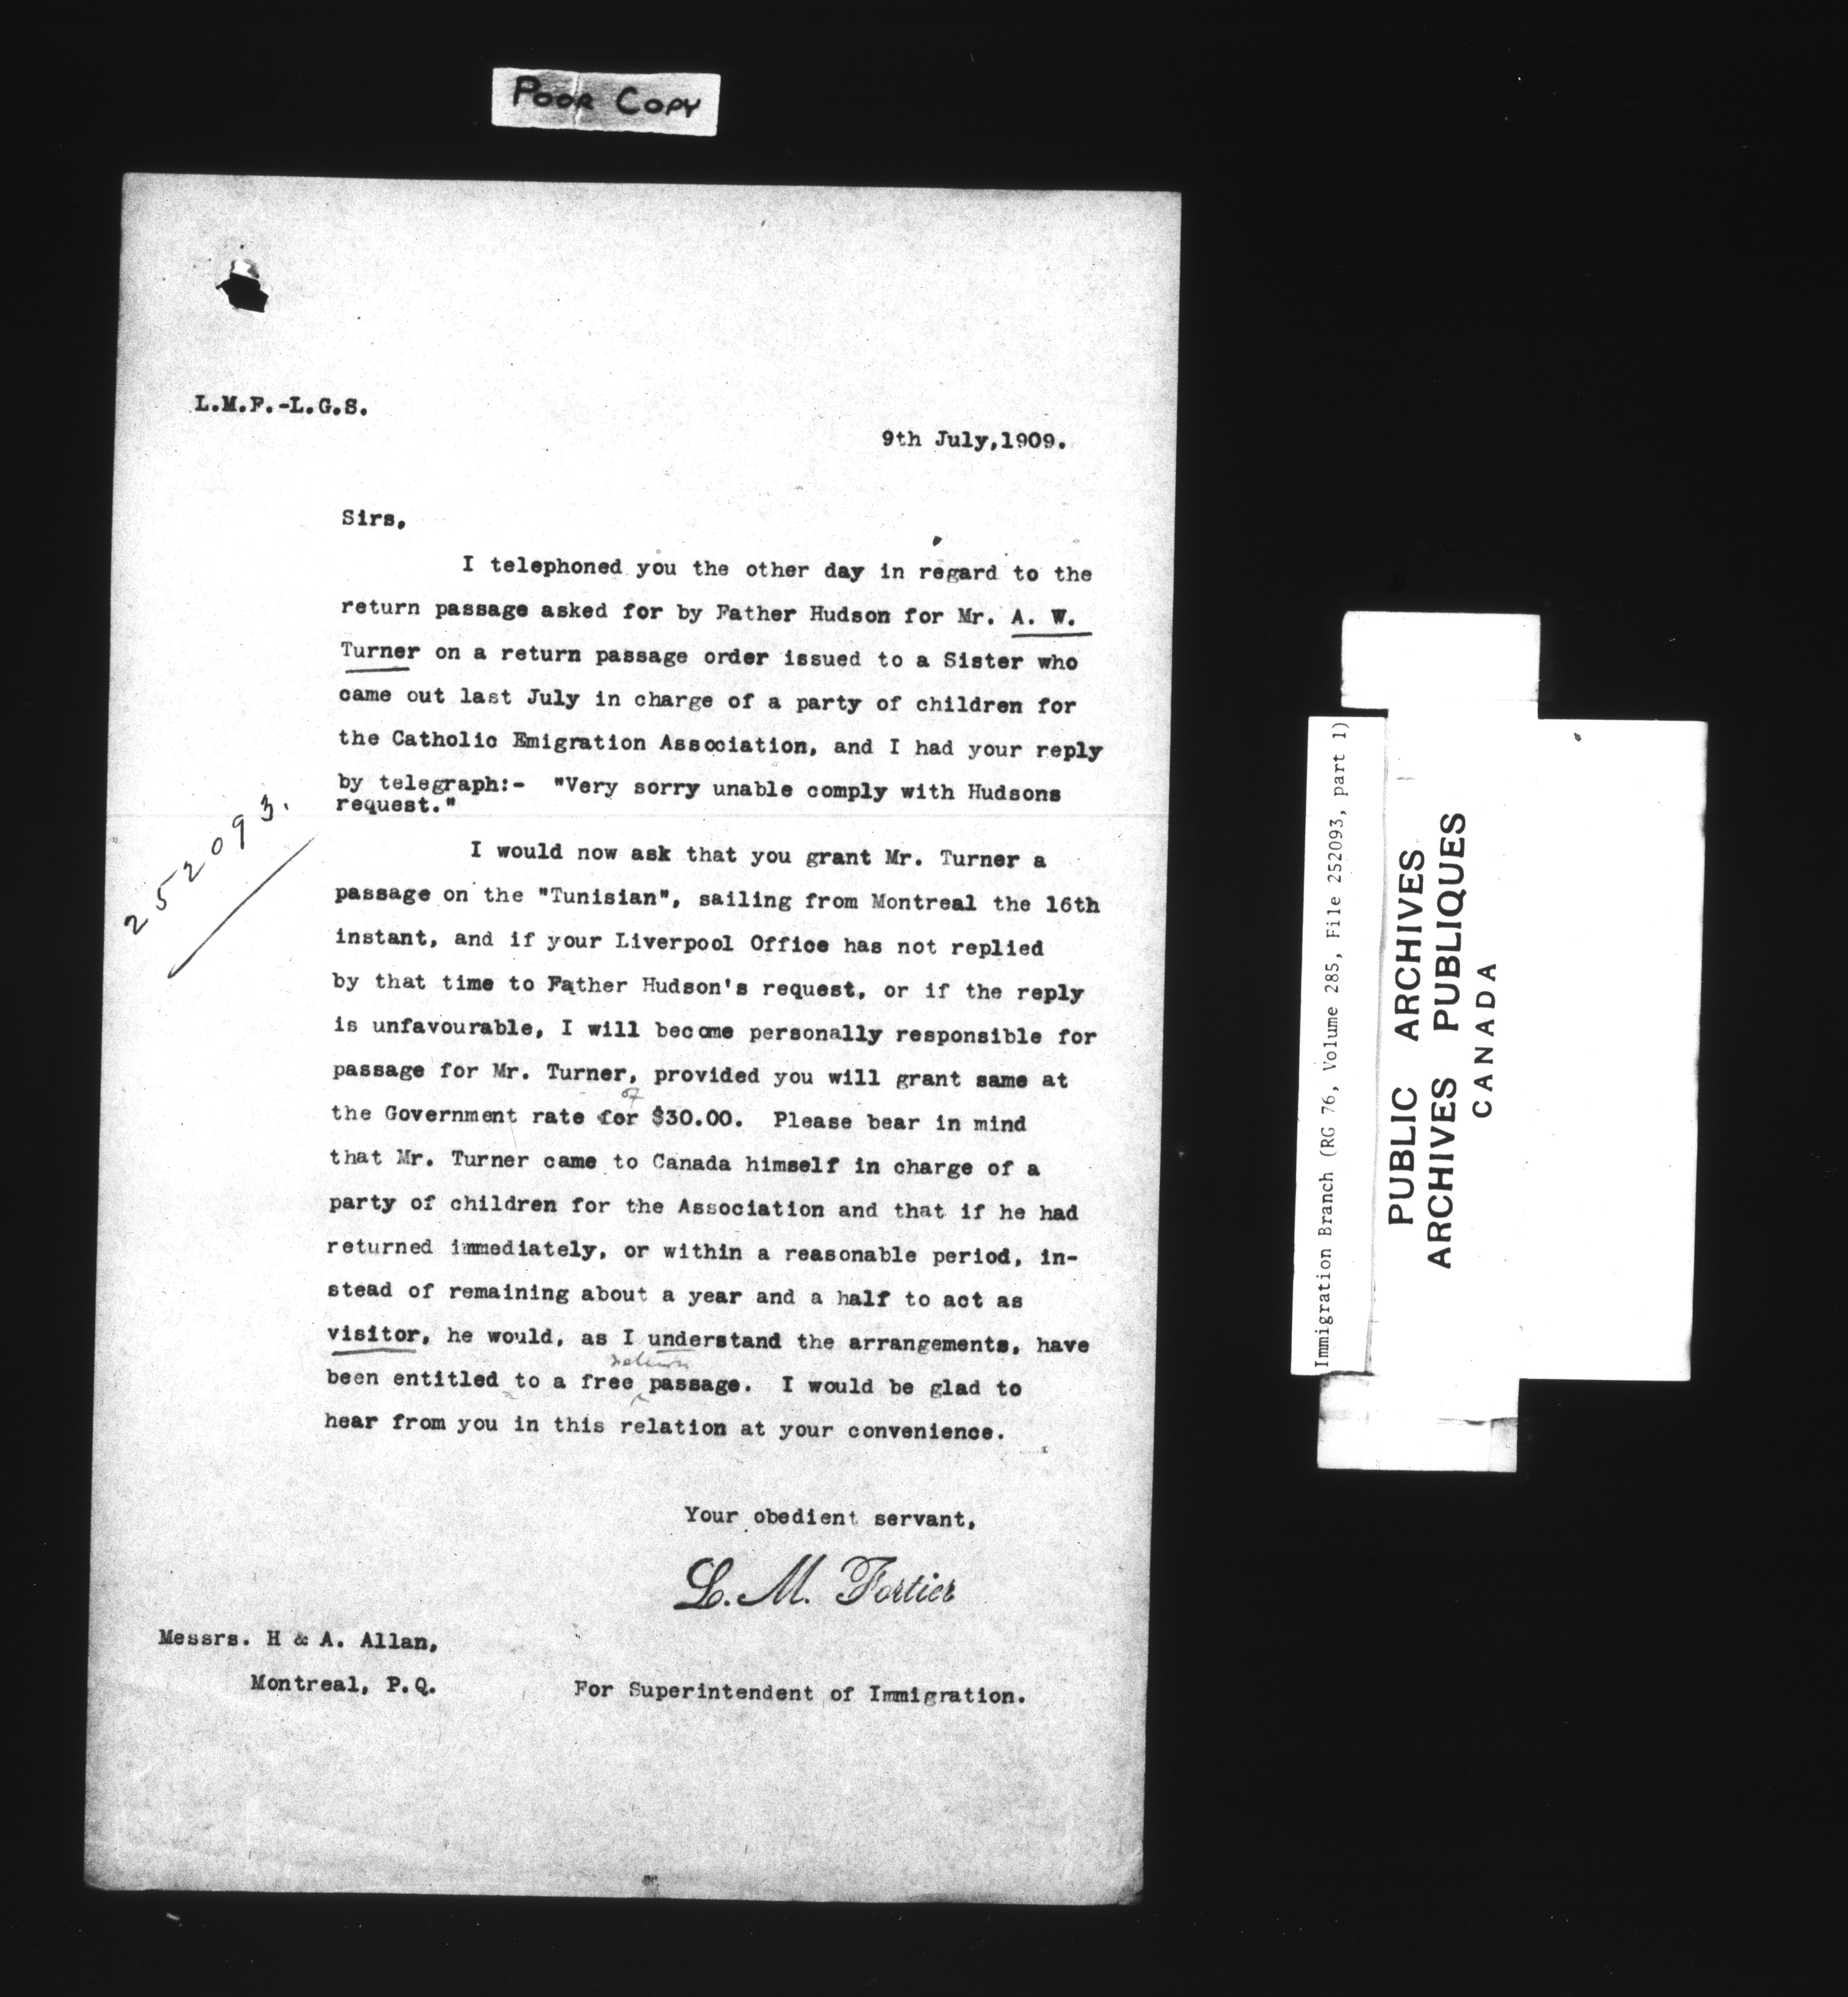 POOR COPY
L.M.F.-L.G.S.
9th July,1909.
Sirs,
I telephoned you the other day in regard to the
return passage asked for by Father Hudson for Mr. A. W.
Turner on a return passage order issued to a Sister who
came out last July in charge of a party of children for
the Catholic Emigration Association, and I had your reply
by telegraph:- "Very sorry unable comply with Hudsons
request."
252093.
I would now ask that you grant Mr. Turner a
passage on the "Tunisian", sailing from Montreal the 16th
instant, and if your Liverpool Office has not replied
by that time to Father Hudson's request, or if the reply
is unfavourable, I will become personally responsible for
passage for Mr. Turner, provided you will grant same at
of
the Government rate for $30.00. Please bear in mind
that Mr. Turner came to Canada himself in charge of a
party of children for the Association and that if he had
returned immediately, or within a reasonable period, in-
stead of remaining about a year and a half to act as
visitor, he would, as I understand the arrangements, have
return
been entitled to a free passage. I would be glad to
hear from you in this relation at your convenience.
Your obedient servant,
L. M. Fortier
Messrs. H & A. Allan,
Montreal, P.Q.
For Superintendent of Immigration.
Immigration Branch (RG 76, Volume 285, File 252093, part 1)
PUBLIC ARCHIVES
ARCHIVES PUBLIQUES
CANADA